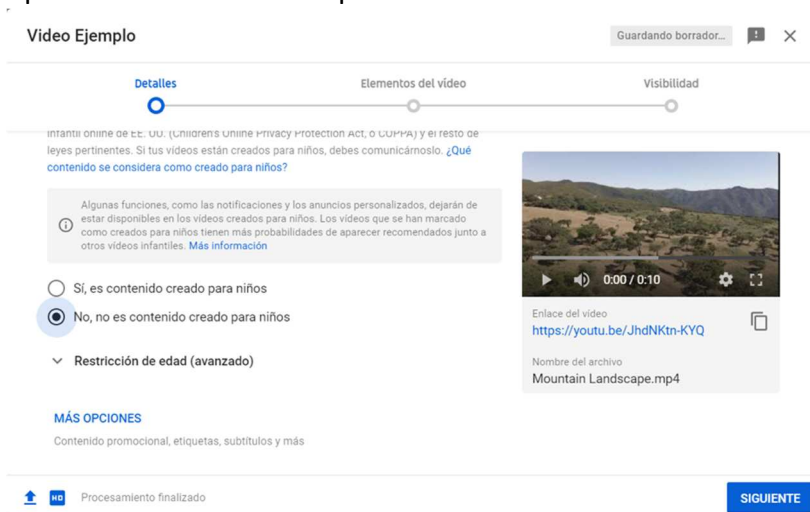 Video Ejemplo
Guardando borrador...
Detalles
Elementos del vídeo
Visibilidad
infantil online de EE. UU. (Children's Online Privacy Protection Act, o COPPA) y el resto de
leyes pertinentes. Si tus vídeos están creados para niños, debes comunicárnoslo. ¿Qué
contenido se considera como creado para niños?
Algunas funciones, como las notificaciones y los anuncios personalizados, dejarán de
estar disponibles en los vídeos creados para niños. Los vídeos que se han marcado
como creados para niños tienen más probabilidades de aparecer recomendados junto a
otros vídeos infantiles. Más información
Sí, es contenido creado para niños
No, no es contenido creado para niños
Restricción de edad (avanzado)
MÁS OPCIONES
Contenido promocional, etiquetas, subtítulos y más
0:00 / 0:10
Enlace del vídeo
https://youtu.be/JhdNKtn-KYQ
Nombre del archivo
Mountain Landscape.mp4
HD
Procesamiento finalizado
SIGUIENTE